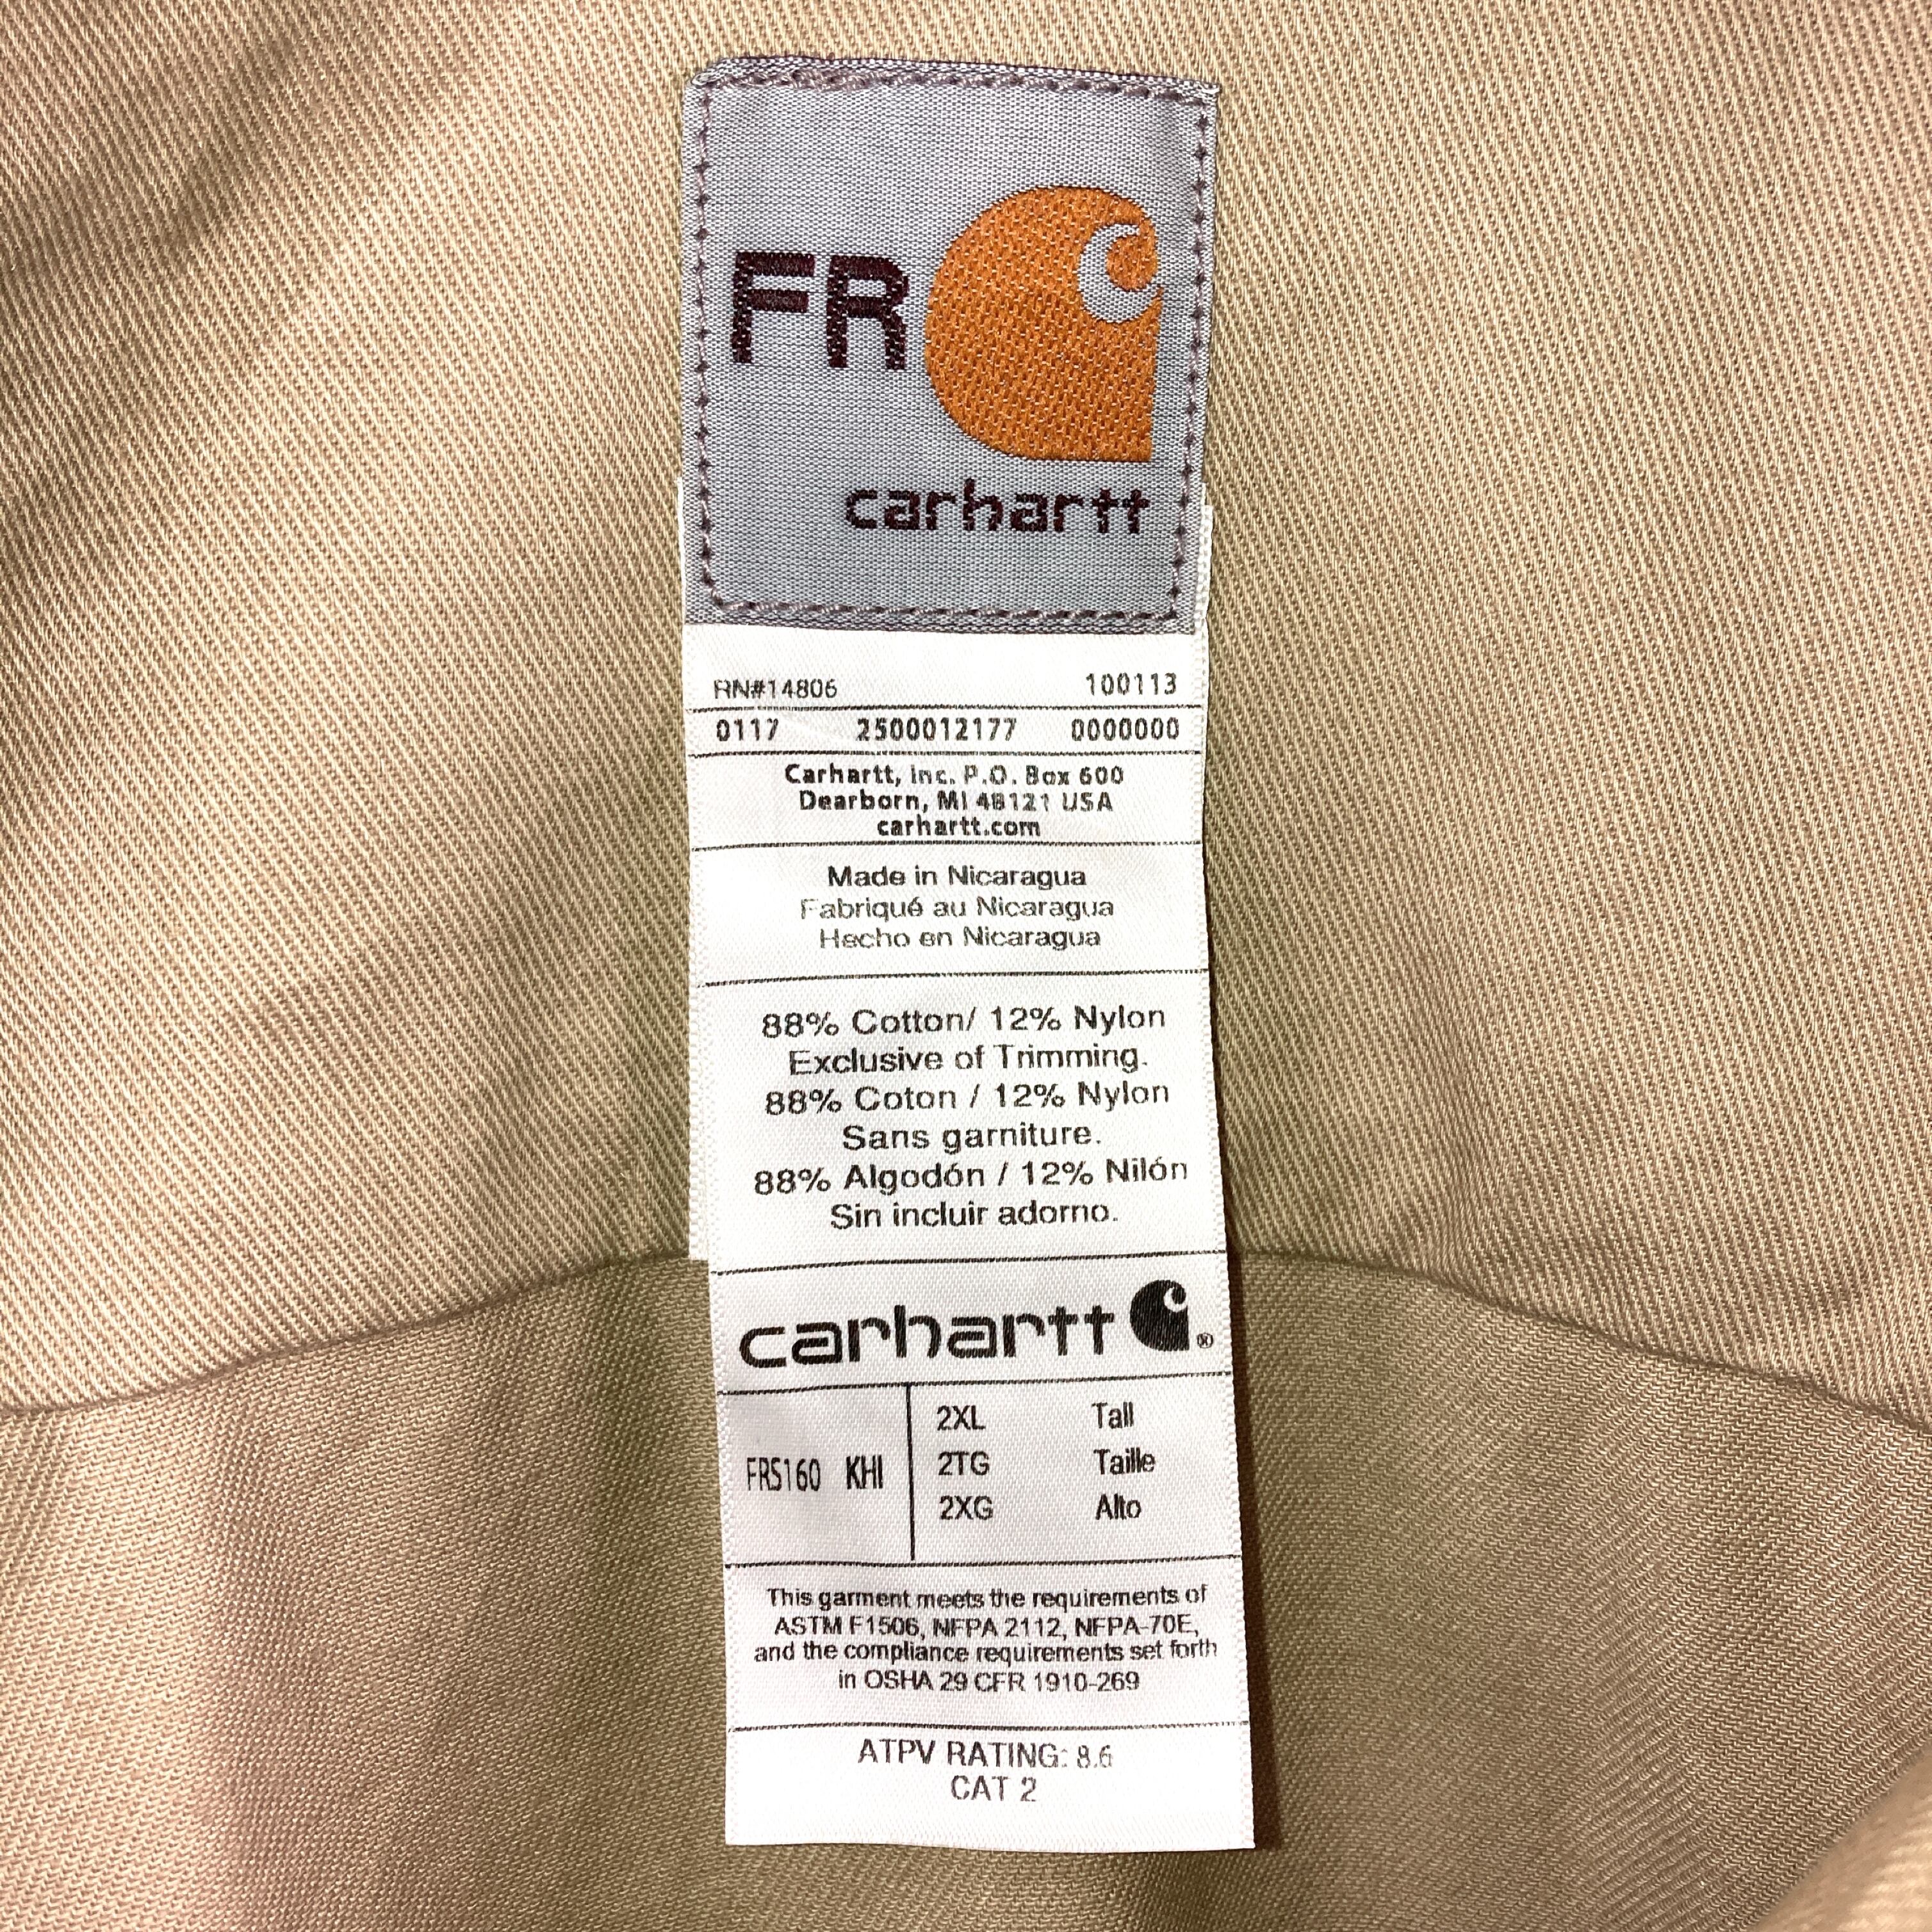 FR
carhartt
RN#14806 100113
0117 2500012177 0000000
Carhartt, Inc. P.O. Box 600
Dearborn, MI 48121 USA
carhartt.com
Made in Nicaragua
Fabriqué au Nicaragua
Hecho en Nicaragua
88% Cotton/ 12% Nylon
Exclusive of Trimming.
88% Coton / 12% Nylon
Sans garniture.
88% Algodón / 12% Nilón
Sin incluir adorno.
carhartt ®
FRS160 KHI
2XL Tall
2TG Taille
2XG Alto
This garment meets the requirements of
ASTM F1506, NFPA 2112, NFPA-70E,
and the compliance requirements set forth
in OSHA 29 CFR 1910-269
ATPV RATING: 8.6
CAT 2